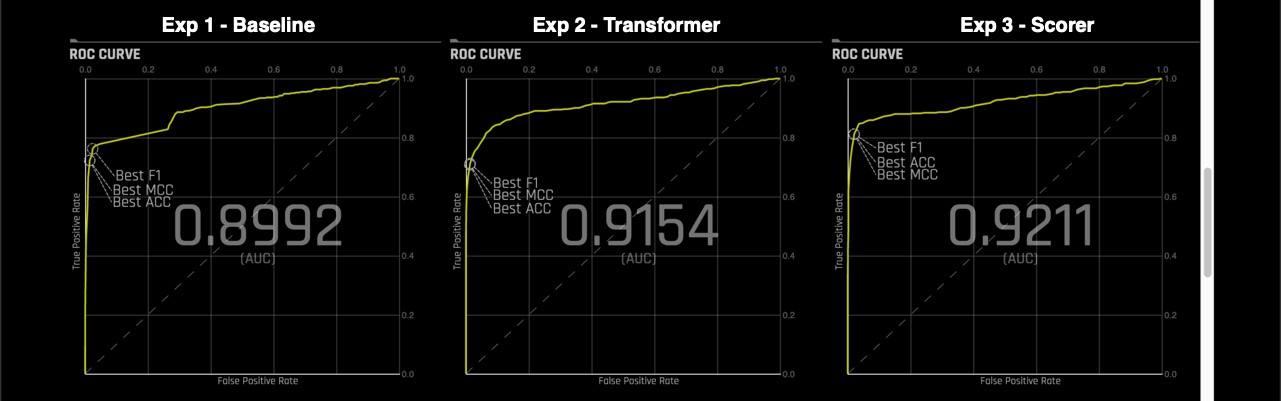 Exp 1 - Baseline
ROC CURVE
0.0 0.2 0.4 0.6 0.8 1.0
1.0
0.8
0.6
0.4
0.2
0.0
Best F1
Best MCC
Best ACC
0.8992
(AUC)
True Positive Rate
False Positive Rate
Exp 2 - Transformer
ROC CURVE
0.0 0.2 0.4 0.6 0.8 1.0
1.0
0.8
0.6
0.4
0.2
0.0
Best F1
Best MCC
Best ACC
0.9154
(AUC)
True Positive Rate
False Positive Rate
Exp 3 - Scorer
ROC CURVE
0.0 0.2 0.4 0.6 0.8 1.0
1.0
0.8
0.6
0.4
0.2
0.0
Best F1
Best ACC
Best MCC
0.9211
(AUC)
True Positive Rate
False Positive Rate